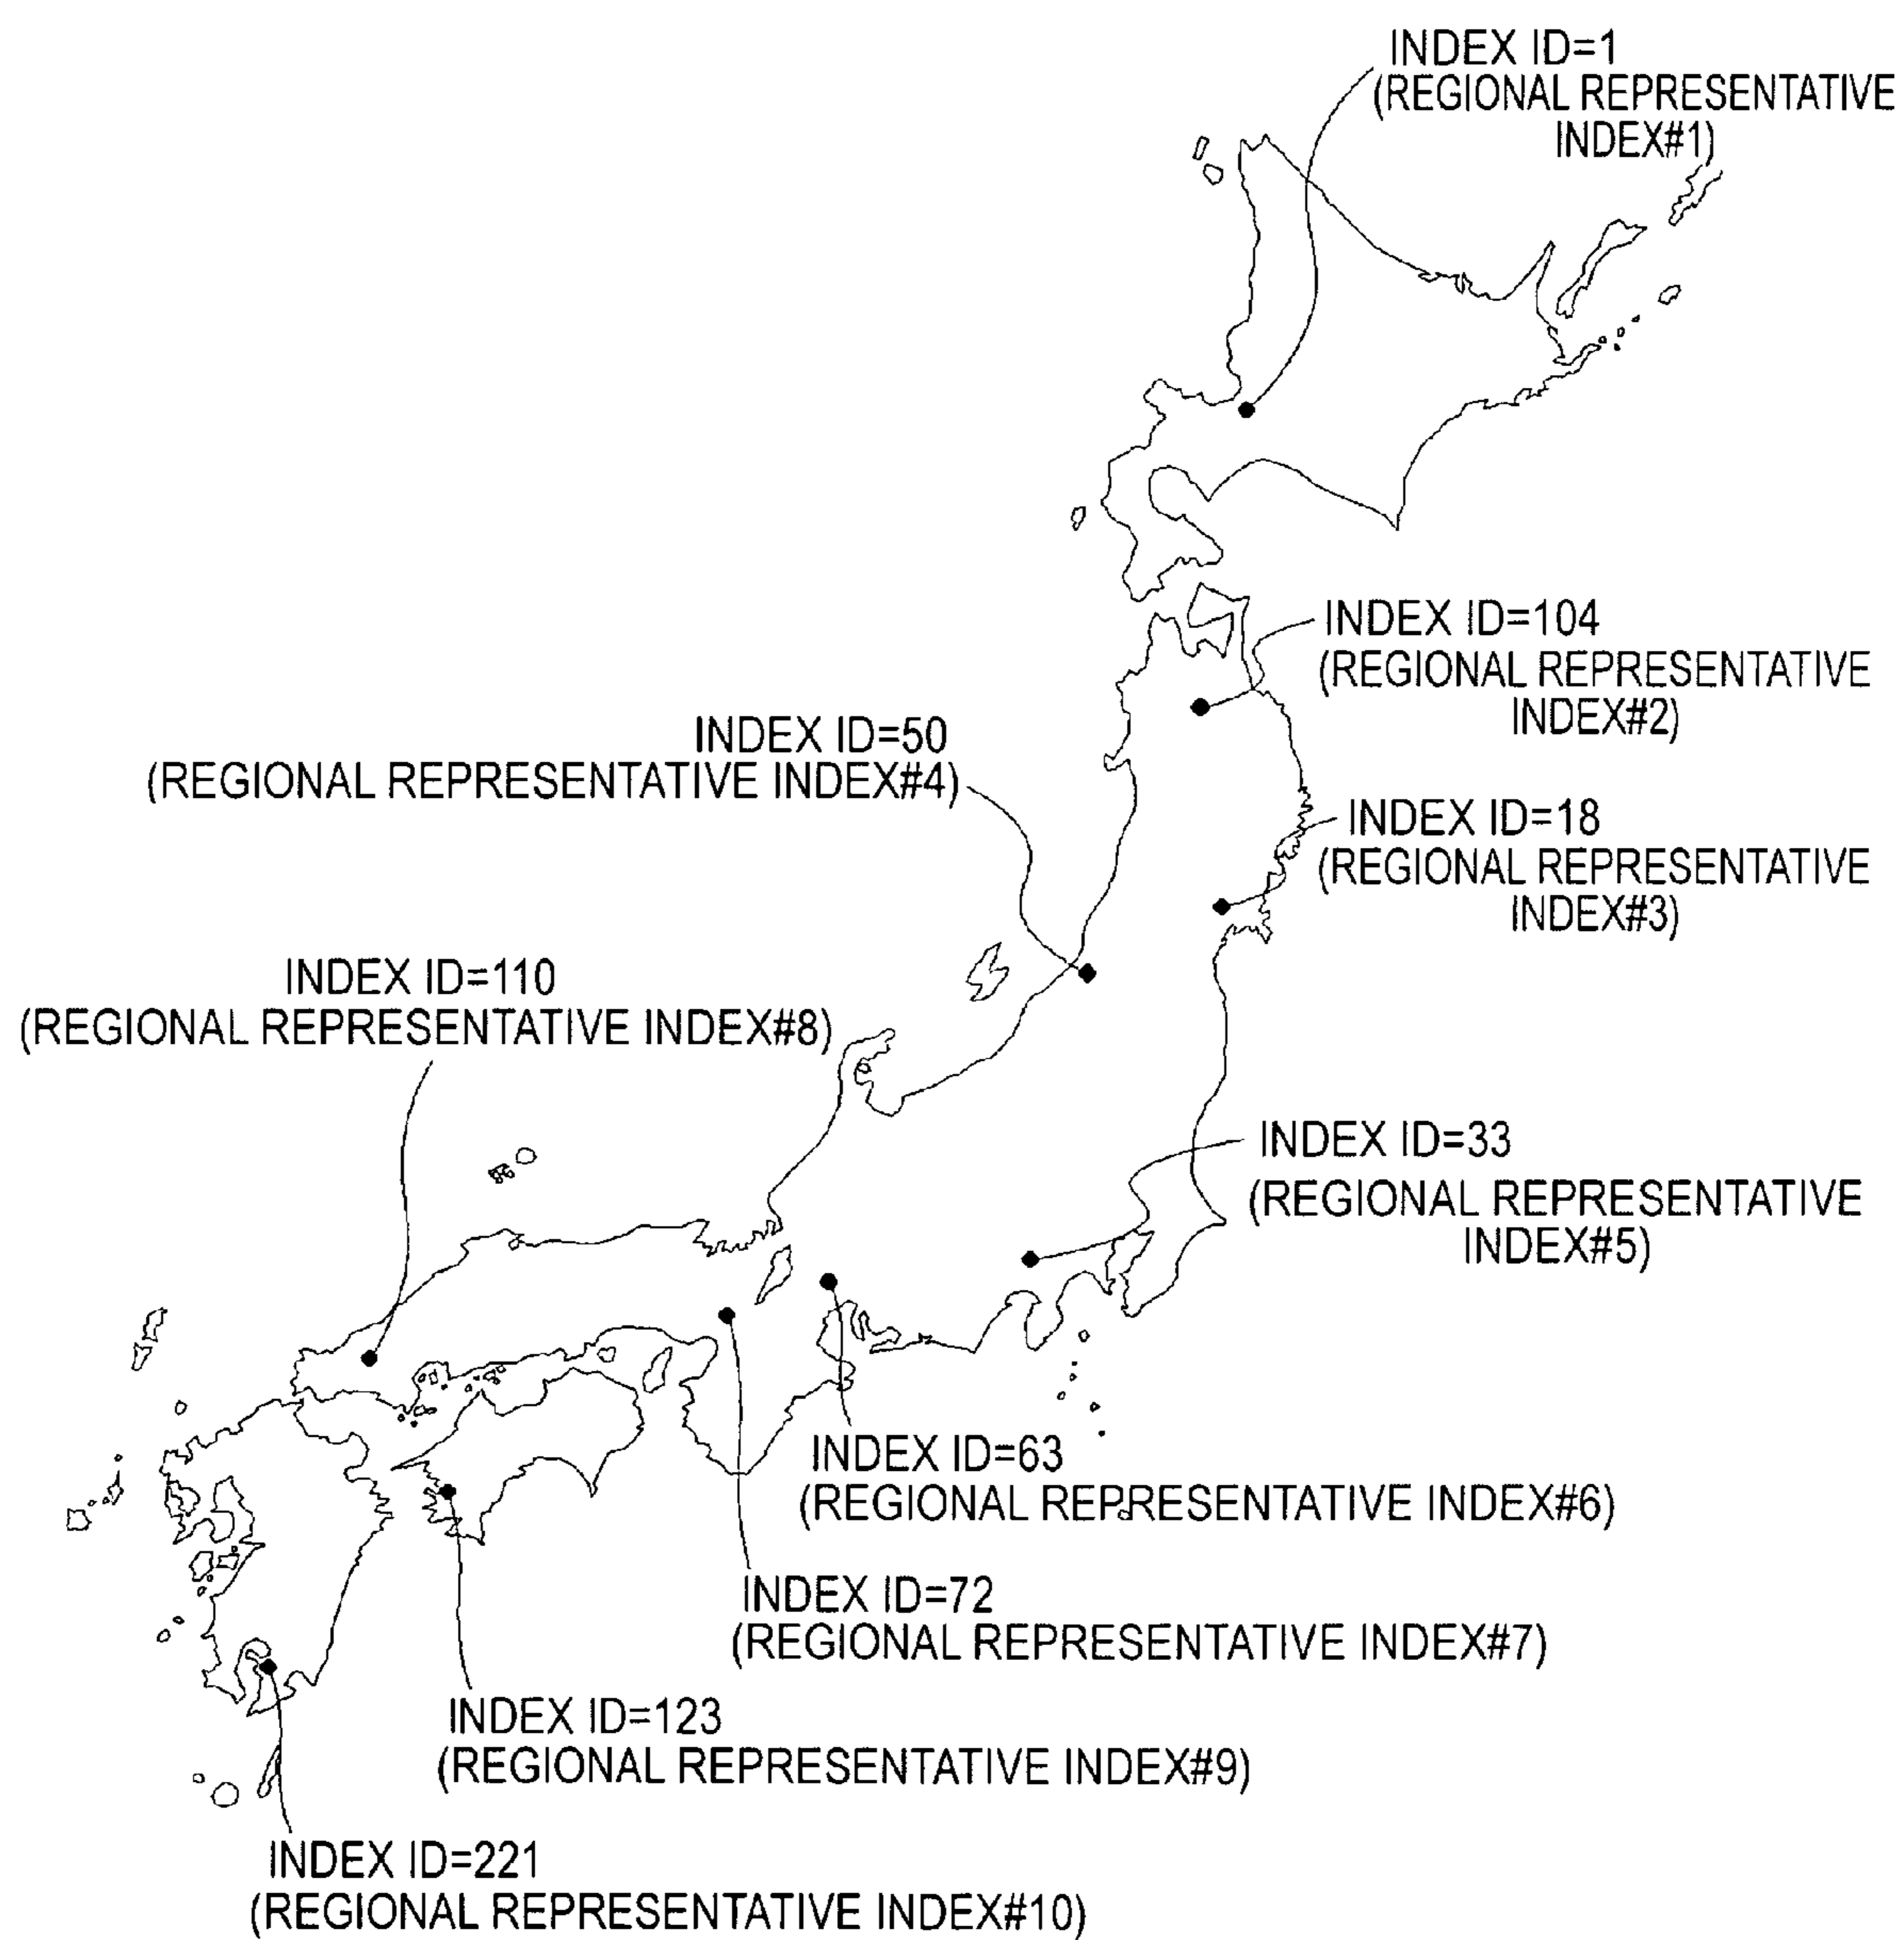 INDEX ID=1
(REGIONAL REPRESENTATIVE
INDEX#1)
INDEX ID=104
(REGIONAL REPRESENTATIVE
INDEX#2)
INDEX ID=50
(REGIONAL REPRESENTATIVE INDEX#4)
INDEX ID=18
(REGIONAL REPRESENTATIVE
INDEX#3)
INDEX ID=110
(REGIONAL REPRESENTATIVE INDEX#8)
INDEX ID=33
(REGIONAL REPRESENTATIVE
INDEX#5)
INDEX ID=63
(REGIONAL REPRESENTATIVE INDEX#6)
INDEX ID=72
(REGIONAL REPRESENTATIVE INDEX#7)
INDEX ID=123
(REGIONAL REPRESENTATIVE INDEX#9)
INDEX ID=221
(REGIONAL REPRESENTATIVE INDEX#10)